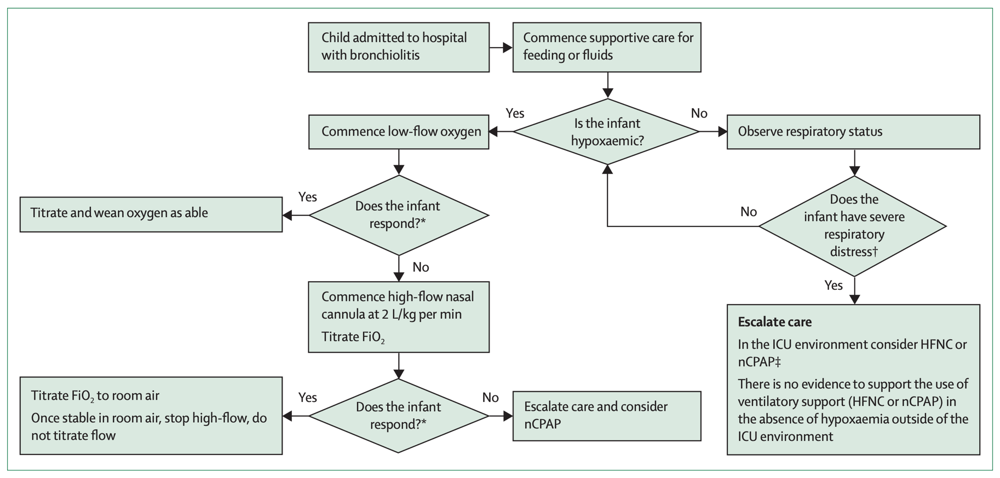 Child admitted to hospital
with bronchiolitis
Commence supportive care for
feeding or fluids
Is the infant
hypoxaemic?
Yes
No
Commence low-flow oxygen
Observe respiratory status
Does the infant
respond?*
Yes
Titrate and wean oxygen as able
No
Does the
infant have severe
respiratory
distress†
No
Yes
Commence high-flow nasal
cannula at 2 L/kg per min
Titrate FiO₂
Does the infant
respond?*
Yes
No
Titrate FiO₂ to room air
Once stable in room air, stop high-flow, do
not titrate flow
Escalate care and consider
nCPAP
Escalate care
In the ICU environment consider HFNC or
nCPAP‡
There is no evidence to support the use of
ventilatory support (HFNC or nCPAP) in
the absence of hypoxaemia outside of the
ICU environment